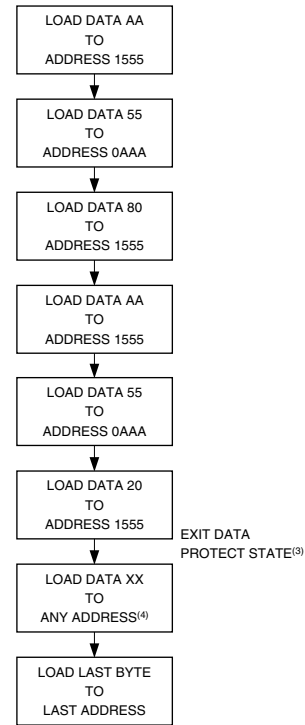 LOAD DATA AA
TO
ADDRESS 1555
LOAD DATA 55
TO
ADDRESS 0AAA
LOAD DATA 80
TO
ADDRESS 1555
LOAD DATA AA
TO
ADDRESS 1555
LOAD DATA 55
TO
ADDRESS 0AAA
LOAD DATA 20
TO
ADDRESS 1555
EXIT DATA
PROTECT STATE(3)
LOAD DATA XX
TO
ANY ADDRESS(4)
LOAD LAST BYTE
TO
LAST ADDRESS